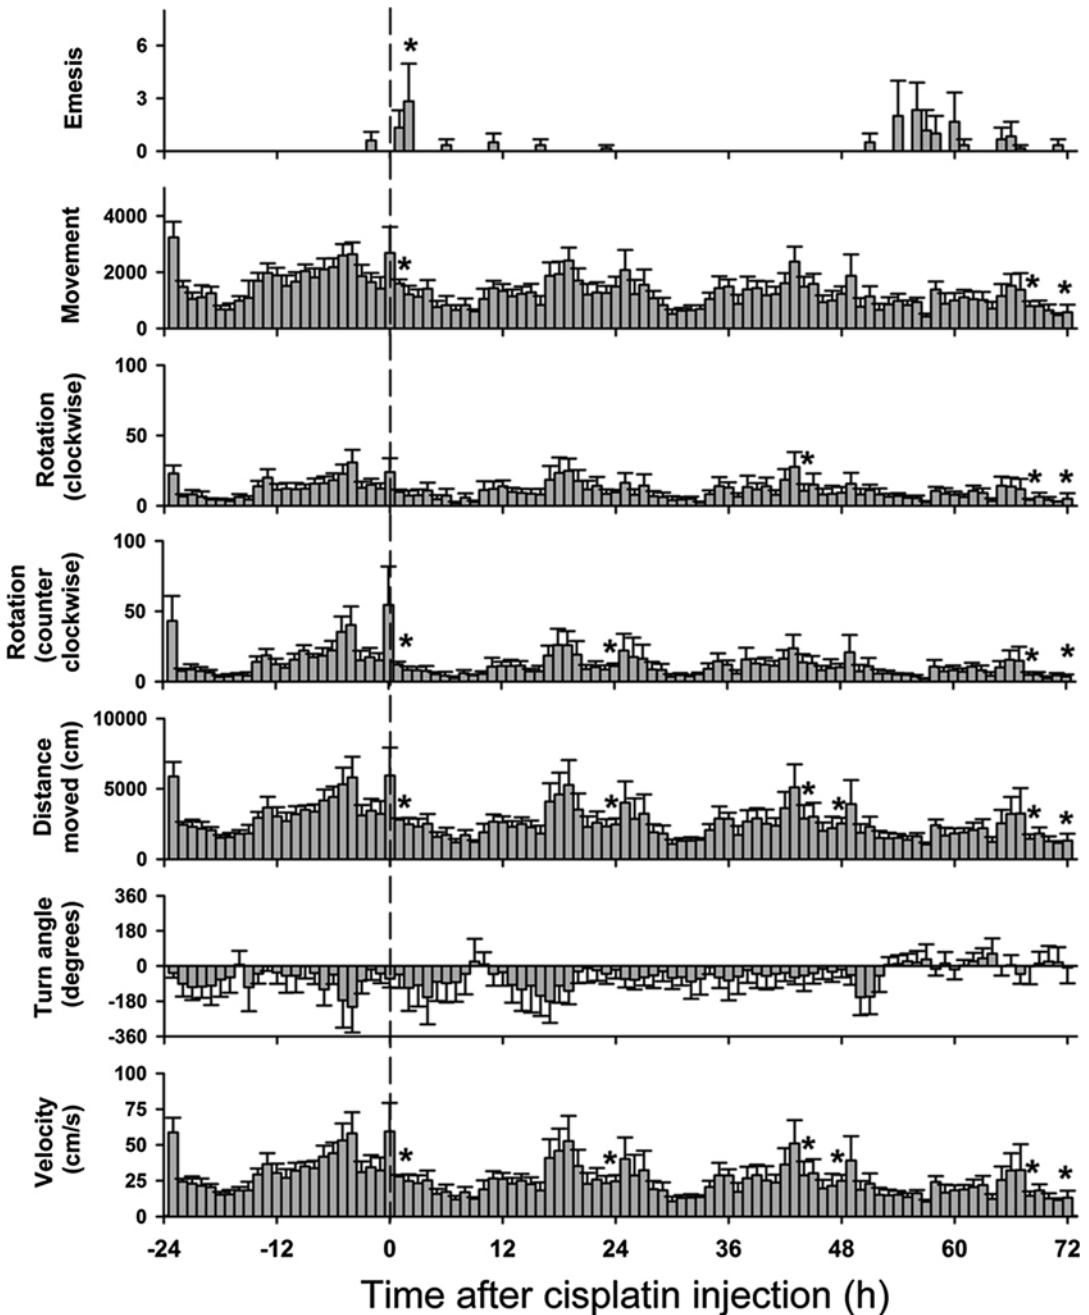 Emesis
6
3
0
*
Movement
4000
2000
0
* * *
Rotation
(clockwise)
100
50
0
* * *
Rotation
(counter
clockwise)
100
50
0
* * * *
Distance
moved (cm)
10000
5000
0
* * * * * *
Turn angle
(degrees)
360
180
0
-180
-360
Velocity
(cm/s)
100
75
50
25
0
* * * * * *
-24 -12 0 12 24 36 48 60 72
Time after cisplatin injection (h)